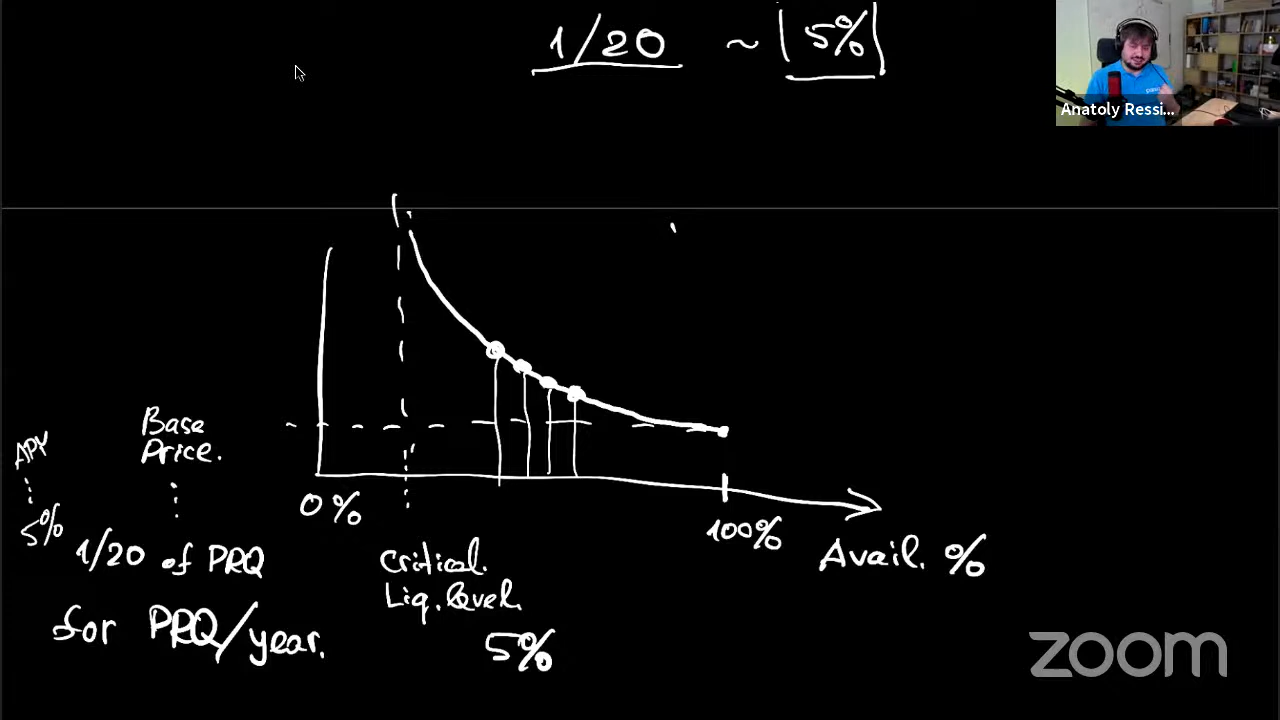 1/20 ~ |5%|
Anatoly Ressi...
Base
Price.
APY
5%
1/20 of PRQ
for PRQ/year.
0%
Critical.
Liq. level.
5%
100%
Avail. %
zoom